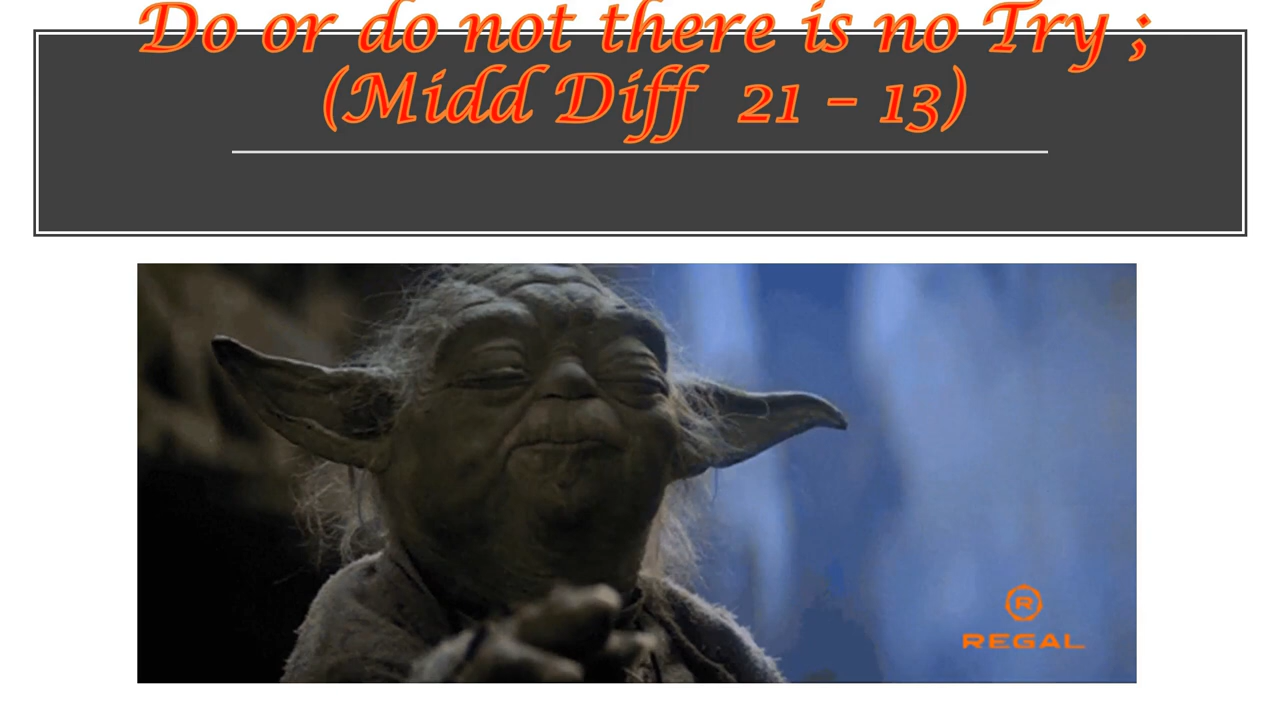 Do or do not there is no Try ;
(Midd Diff 21 – 13)
R
REGAL